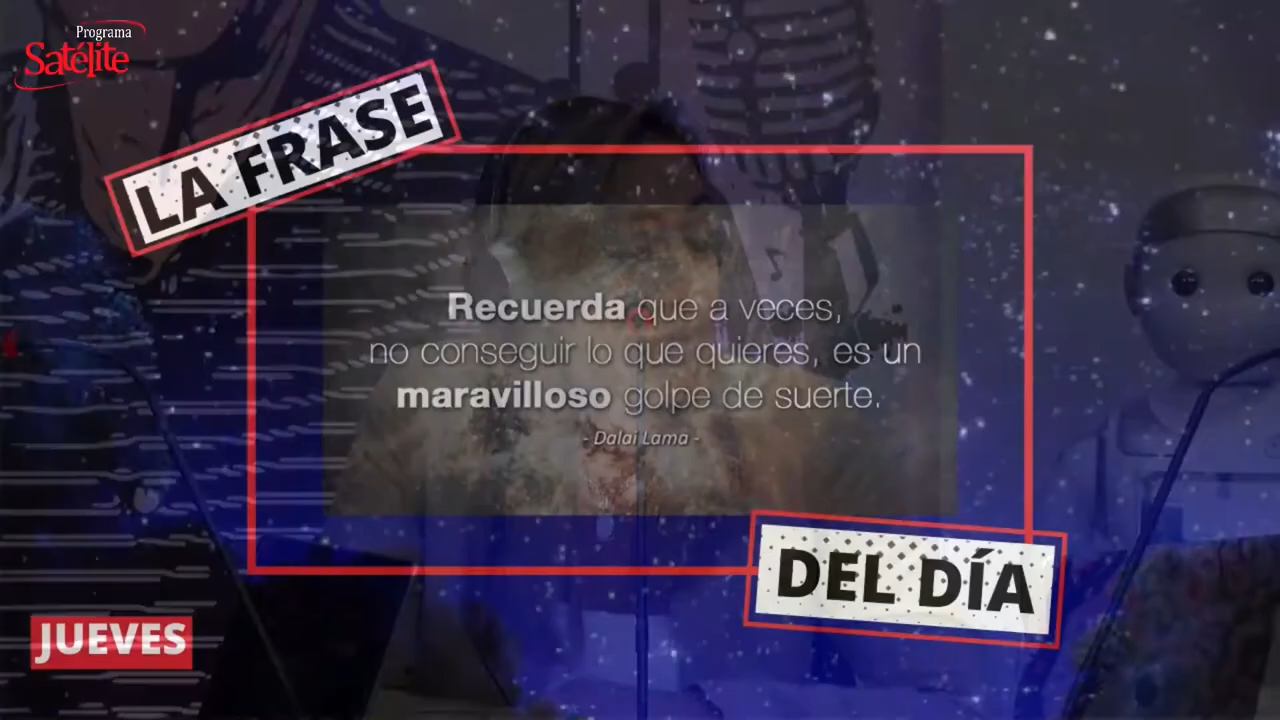 Programa
Satélite
LA FRASE
Recuerda que a veces,
no conseguir lo que quieres, es un
maravilloso golpe de suerte.
- Dalai Lama -
DEL DÍA
JUEVES